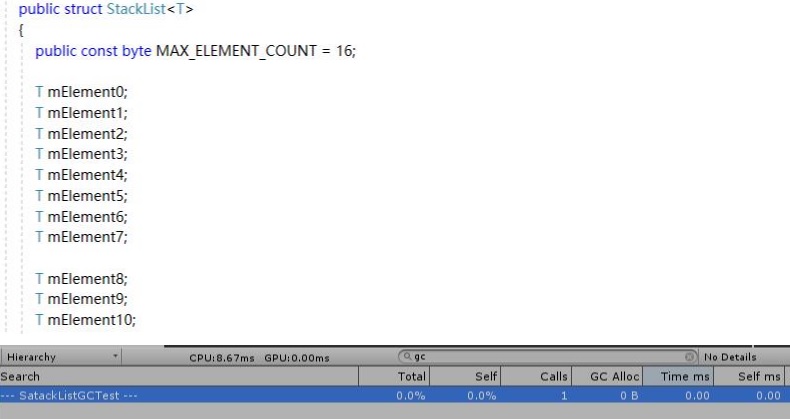 public struct StackList<T>
{
public const byte MAX_ELEMENT_COUNT = 16;
T mElement0;
T mElement1;
T mElement2;
T mElement3;
T mElement4;
T mElement5;
T mElement6;
T mElement7;
T mElement8;
T mElement9;
T mElement10;
Hierarchy CPU:8.67ms GPU:0.00ms gc No Details
Search Total Self Calls GC Alloc Time ms Self ms
--- SatackListGCTest --- 0.0% 0.0% 1 0 B 0.00 0.00